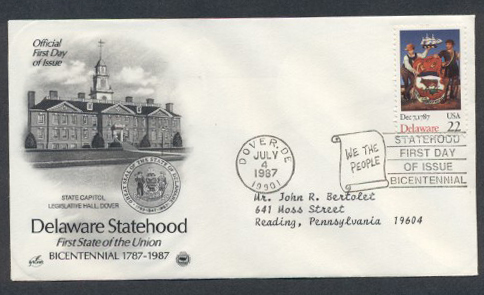 Official
First Day
of Issue
STATE CAPITOL
LEGISLATIVE HALL, DOVER
Delaware Statehood
First State of the Union
BICENTENNIAL 1787-1987
DOVER, DE
JULY
4
1987
19901
WE THE
PEOPLE
Dec 7, 1787 USA
Delaware 22
STATEHOOD
FIRST DAY
OF ISSUE
BICENTENNIAL
Mr. John R. Bertolet
641 Moss Street
Reading, Pennsylvania 19604